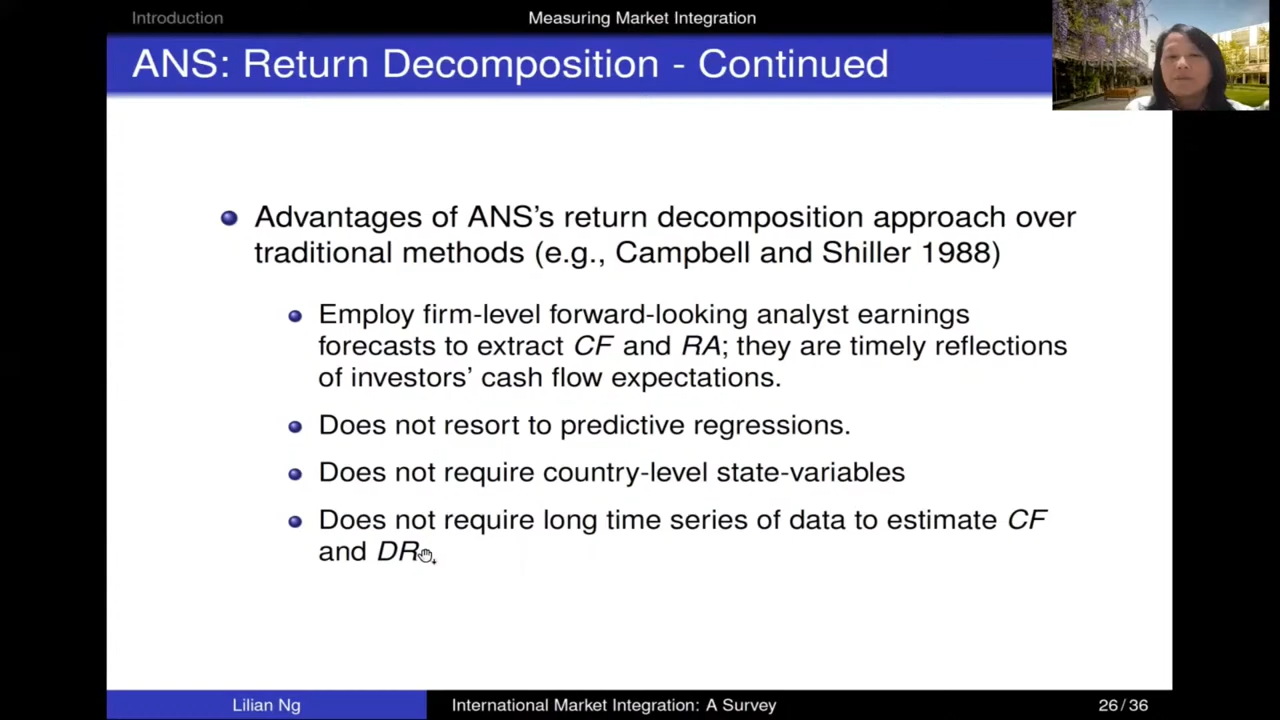 Introduction
Measuring Market Integration
ANS: Return Decomposition - Continued
Advantages of ANS's return decomposition approach over
traditional methods (e.g., Campbell and Shiller 1988)
Employ firm-level forward-looking analyst earnings
forecasts to extract CF and RA; they are timely reflections
of investors' cash flow expectations.
Does not resort to predictive regressions.
Does not require country-level state-variables
Does not require long time series of data to estimate CF
and DR
Lilian Ng
International Market Integration: A Survey
26 / 36